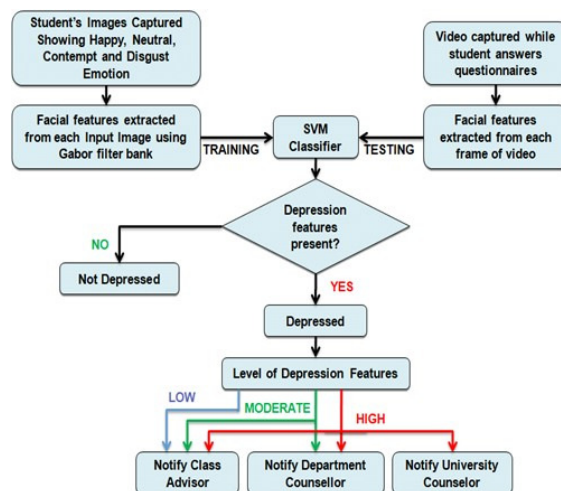 Student's Images Captured
Showing Happy, Neutral,
Contempt and Disgust
Emotion
Video captured while
student answers
questionnaires
Facial features extracted
from each Input Image using
Gabor filter bank
TRAINING
SVM
Classifier
TESTING
Facial features
extracted from each
frame of video
Depression
features
present?
NO
Not Depressed
YES
Depressed
Level of Depression Features
LOW
MODERATE
HIGH
Notify Class
Advisor
Notify Department
Counsellor
Notify University
Counselor